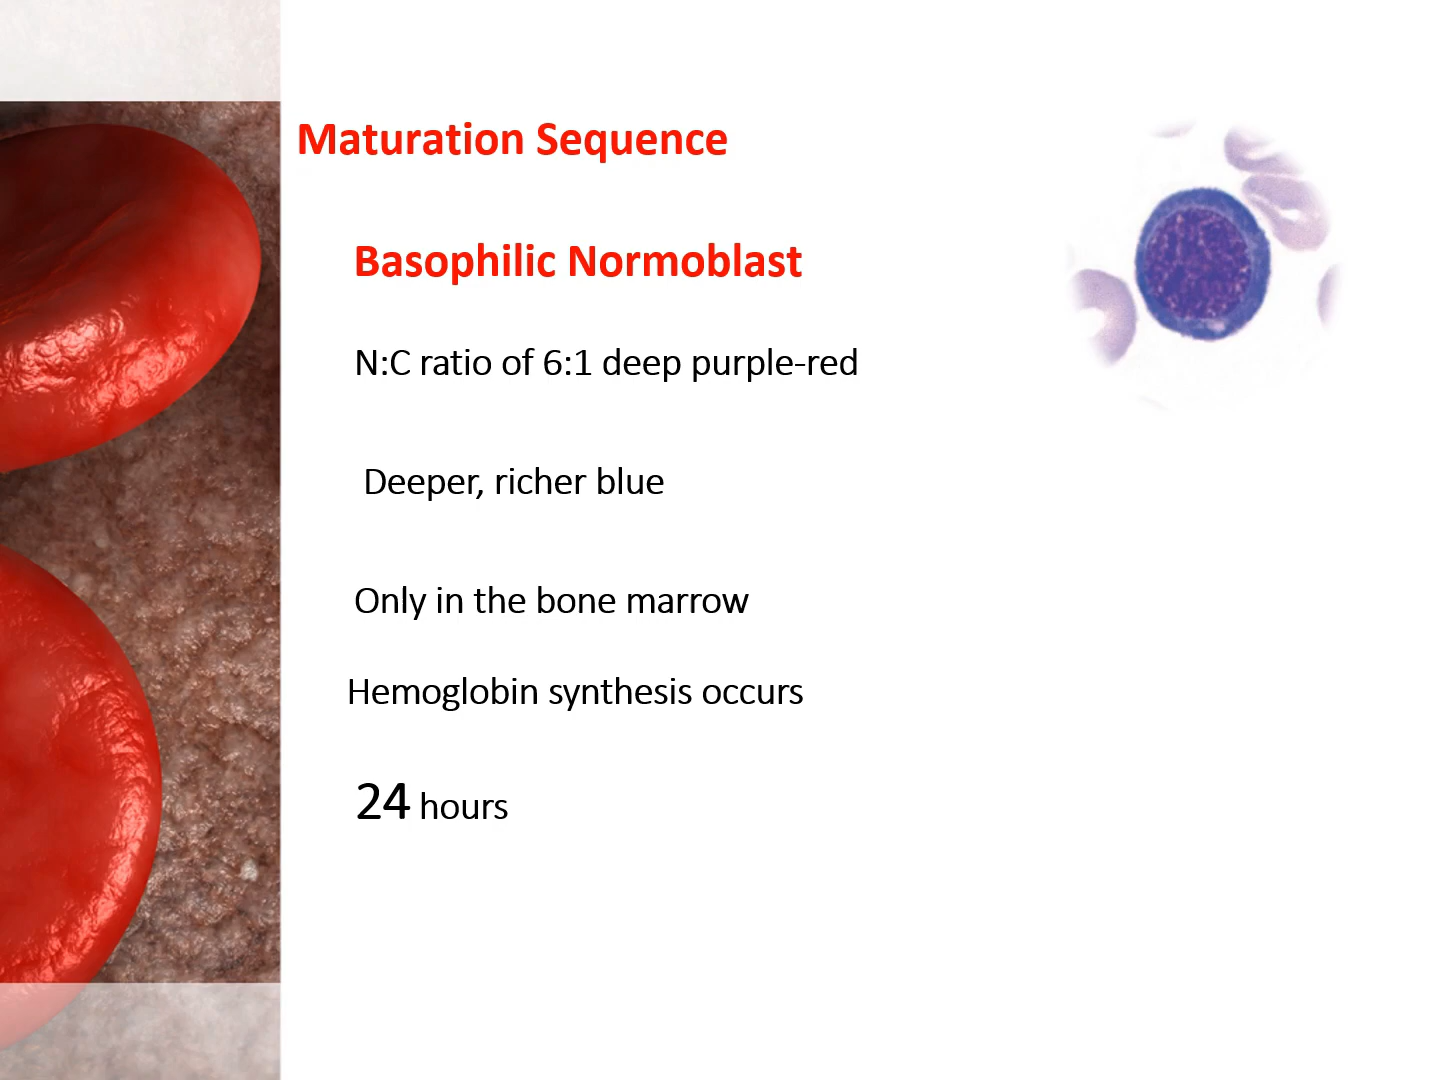 Maturation Sequence
Basophilic Normoblast
N:C ratio of 6:1 deep purple-red
Deeper, richer blue
Only in the bone marrow
Hemoglobin synthesis occurs
24 hours